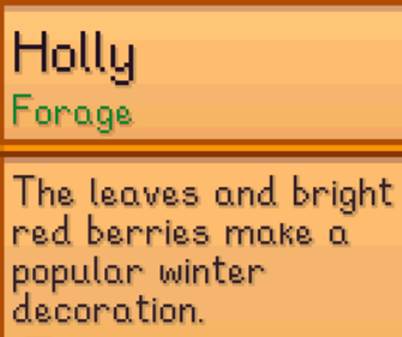 Holly
Forage
The leaves and bright
red berries make a
popular winter
decoration.